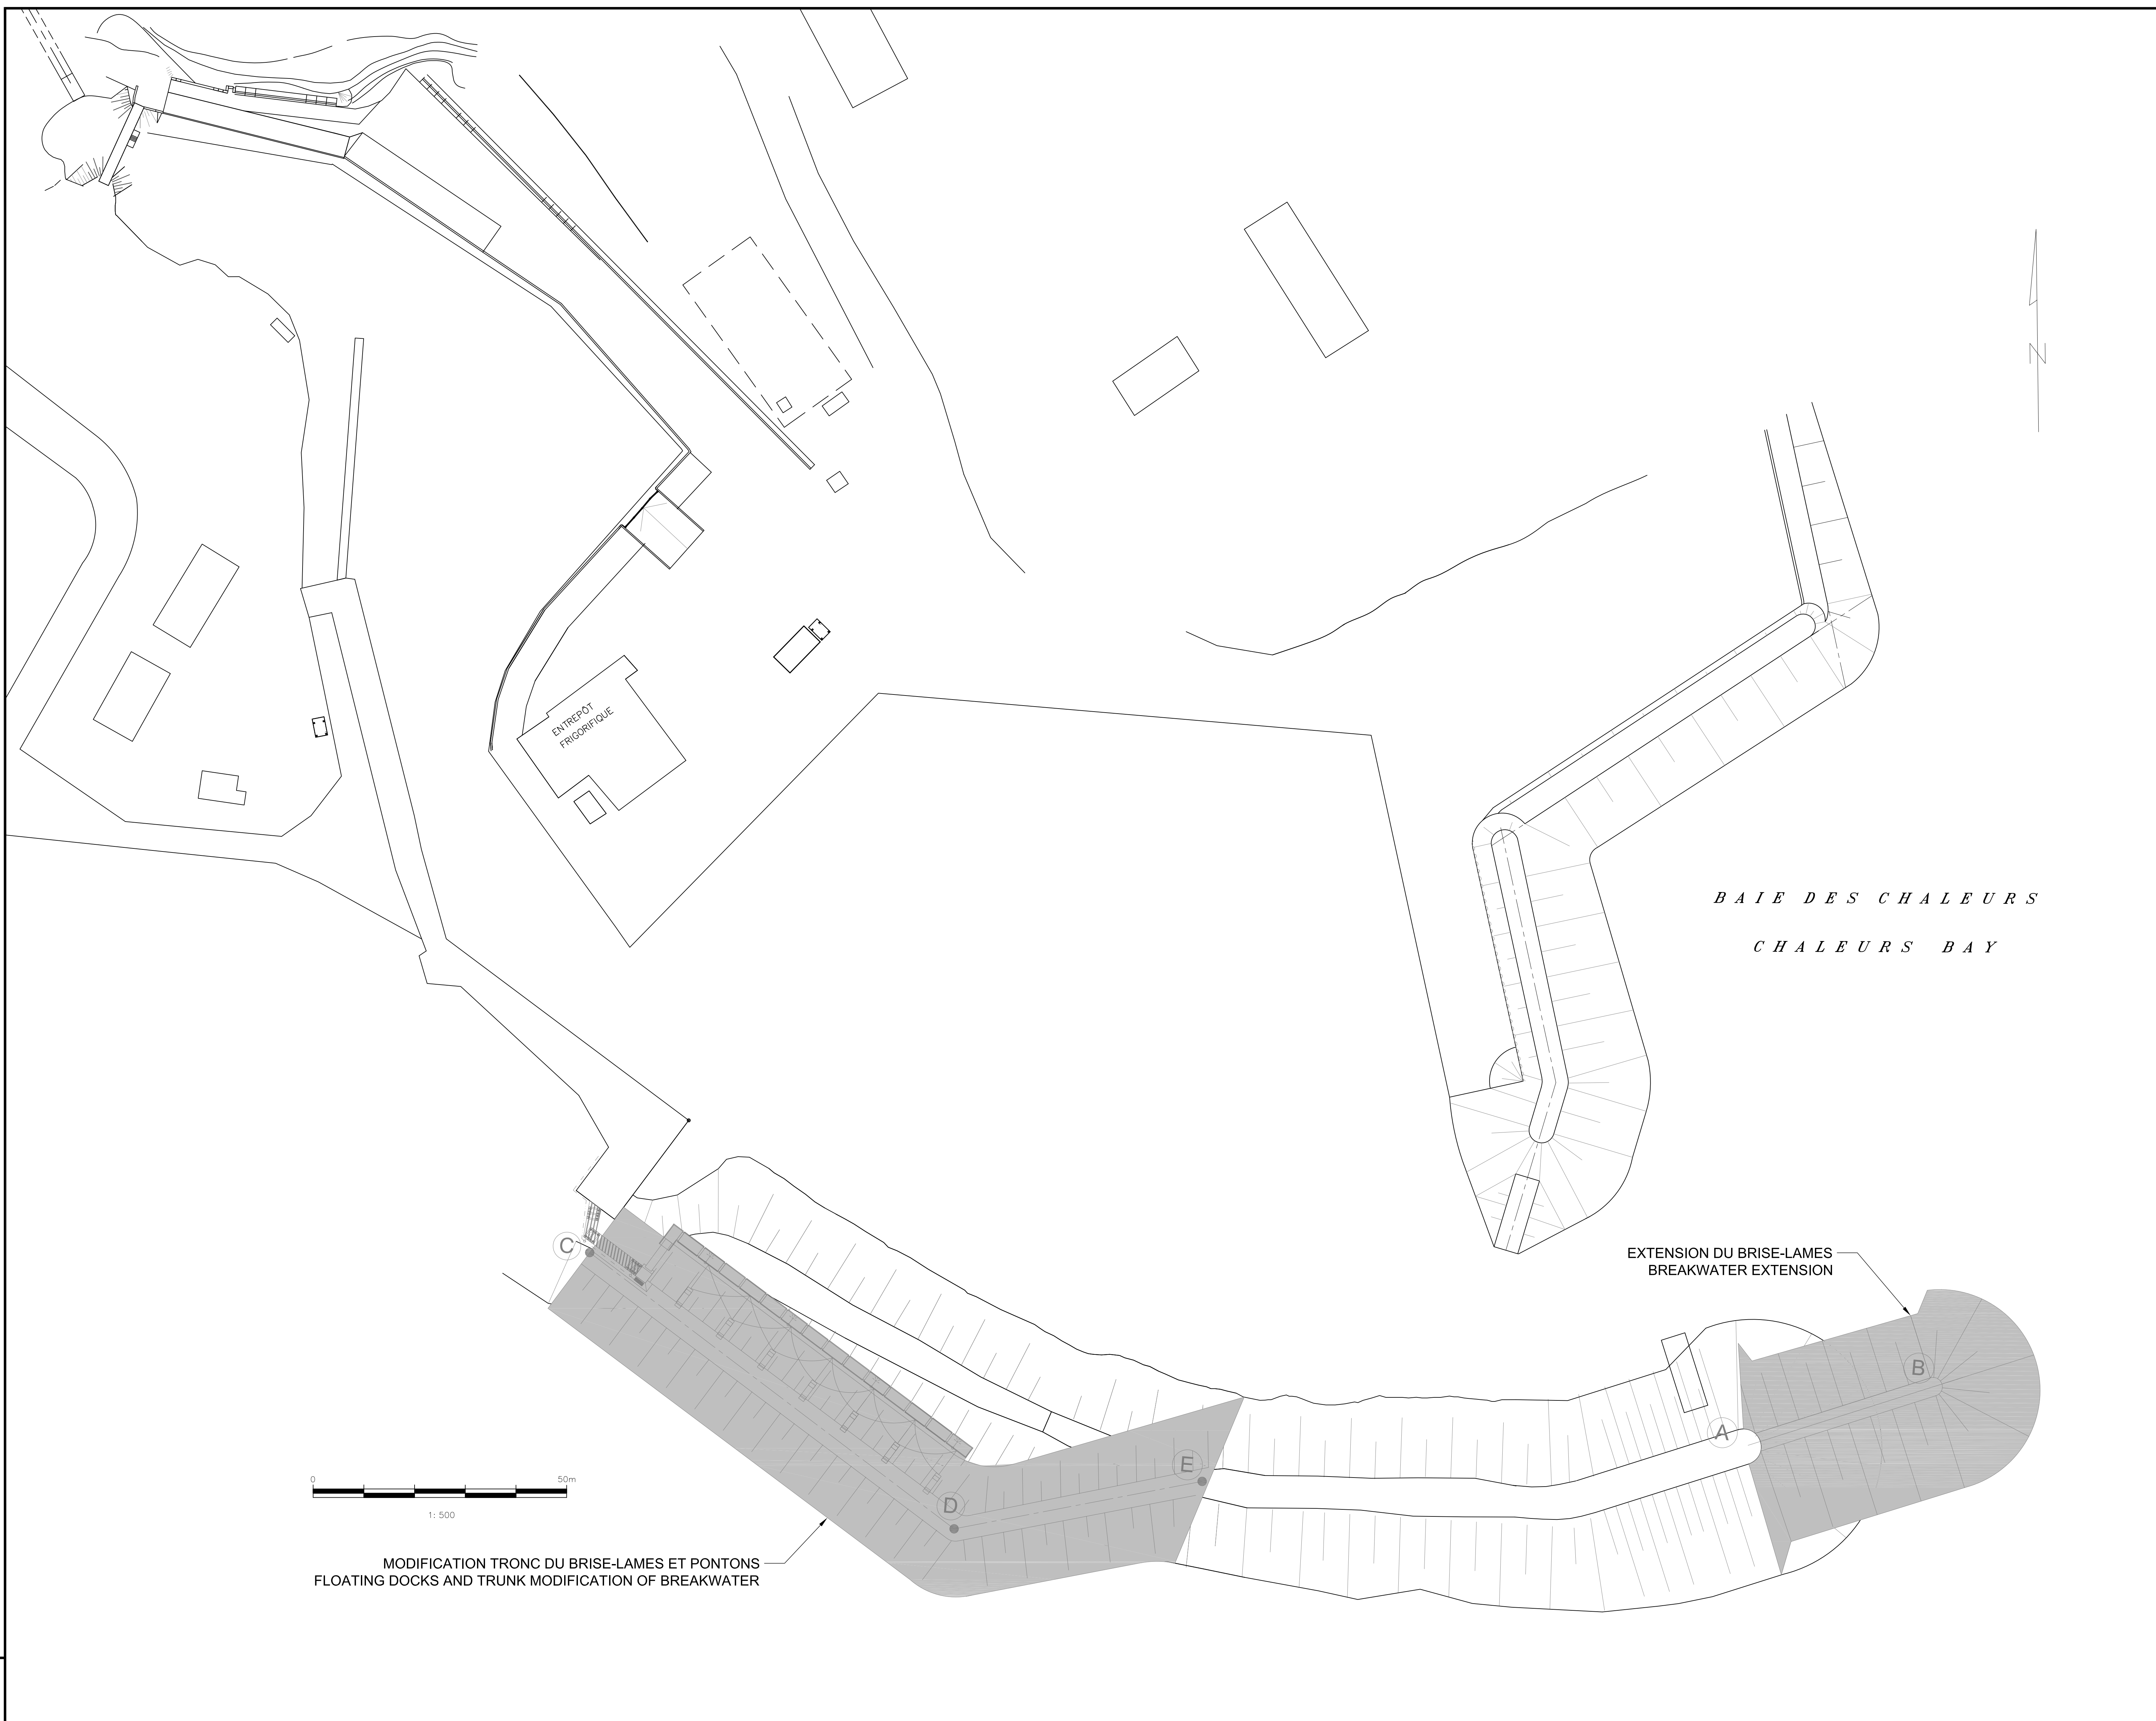 N
ENTREPÔT
FRIGORIFIQUE
BAIE DES CHALEURS
CHALEURS BAY
EXTENSION DU BRISE-LAMES
BREAKWATER EXTENSION
C
B
A
E
D
0 50m
1: 500
MODIFICATION TRONC DU BRISE-LAMES ET PONTONS
FLOATING DOCKS AND TRUNK MODIFICATION OF BREAKWATER